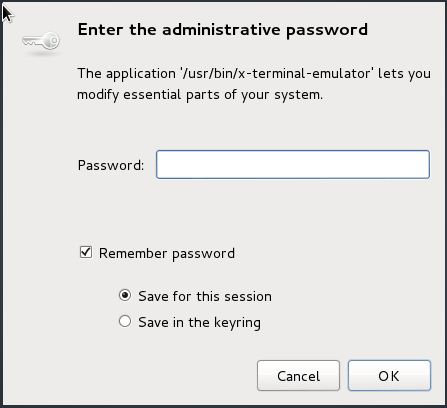 Enter the administrative password
The application '/usr/bin/x-terminal-emulator' lets you
modify essential parts of your system.
Password:
Remember password
Save for this session
Save in the keyring
Cancel OK